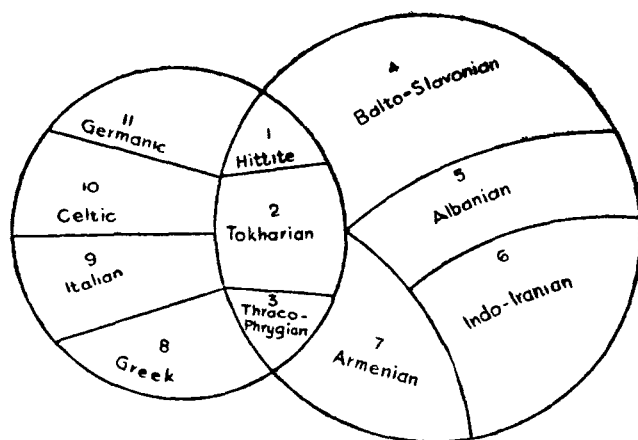 1
Hittite
2
Tokharian
3
Thraco-
Phrygian
4
Balto-Slavonian
5
Albanian
6
Indo-Iranian
7
Armenian
8
Greek
9
Italian
10
Celtic
11
Germanic